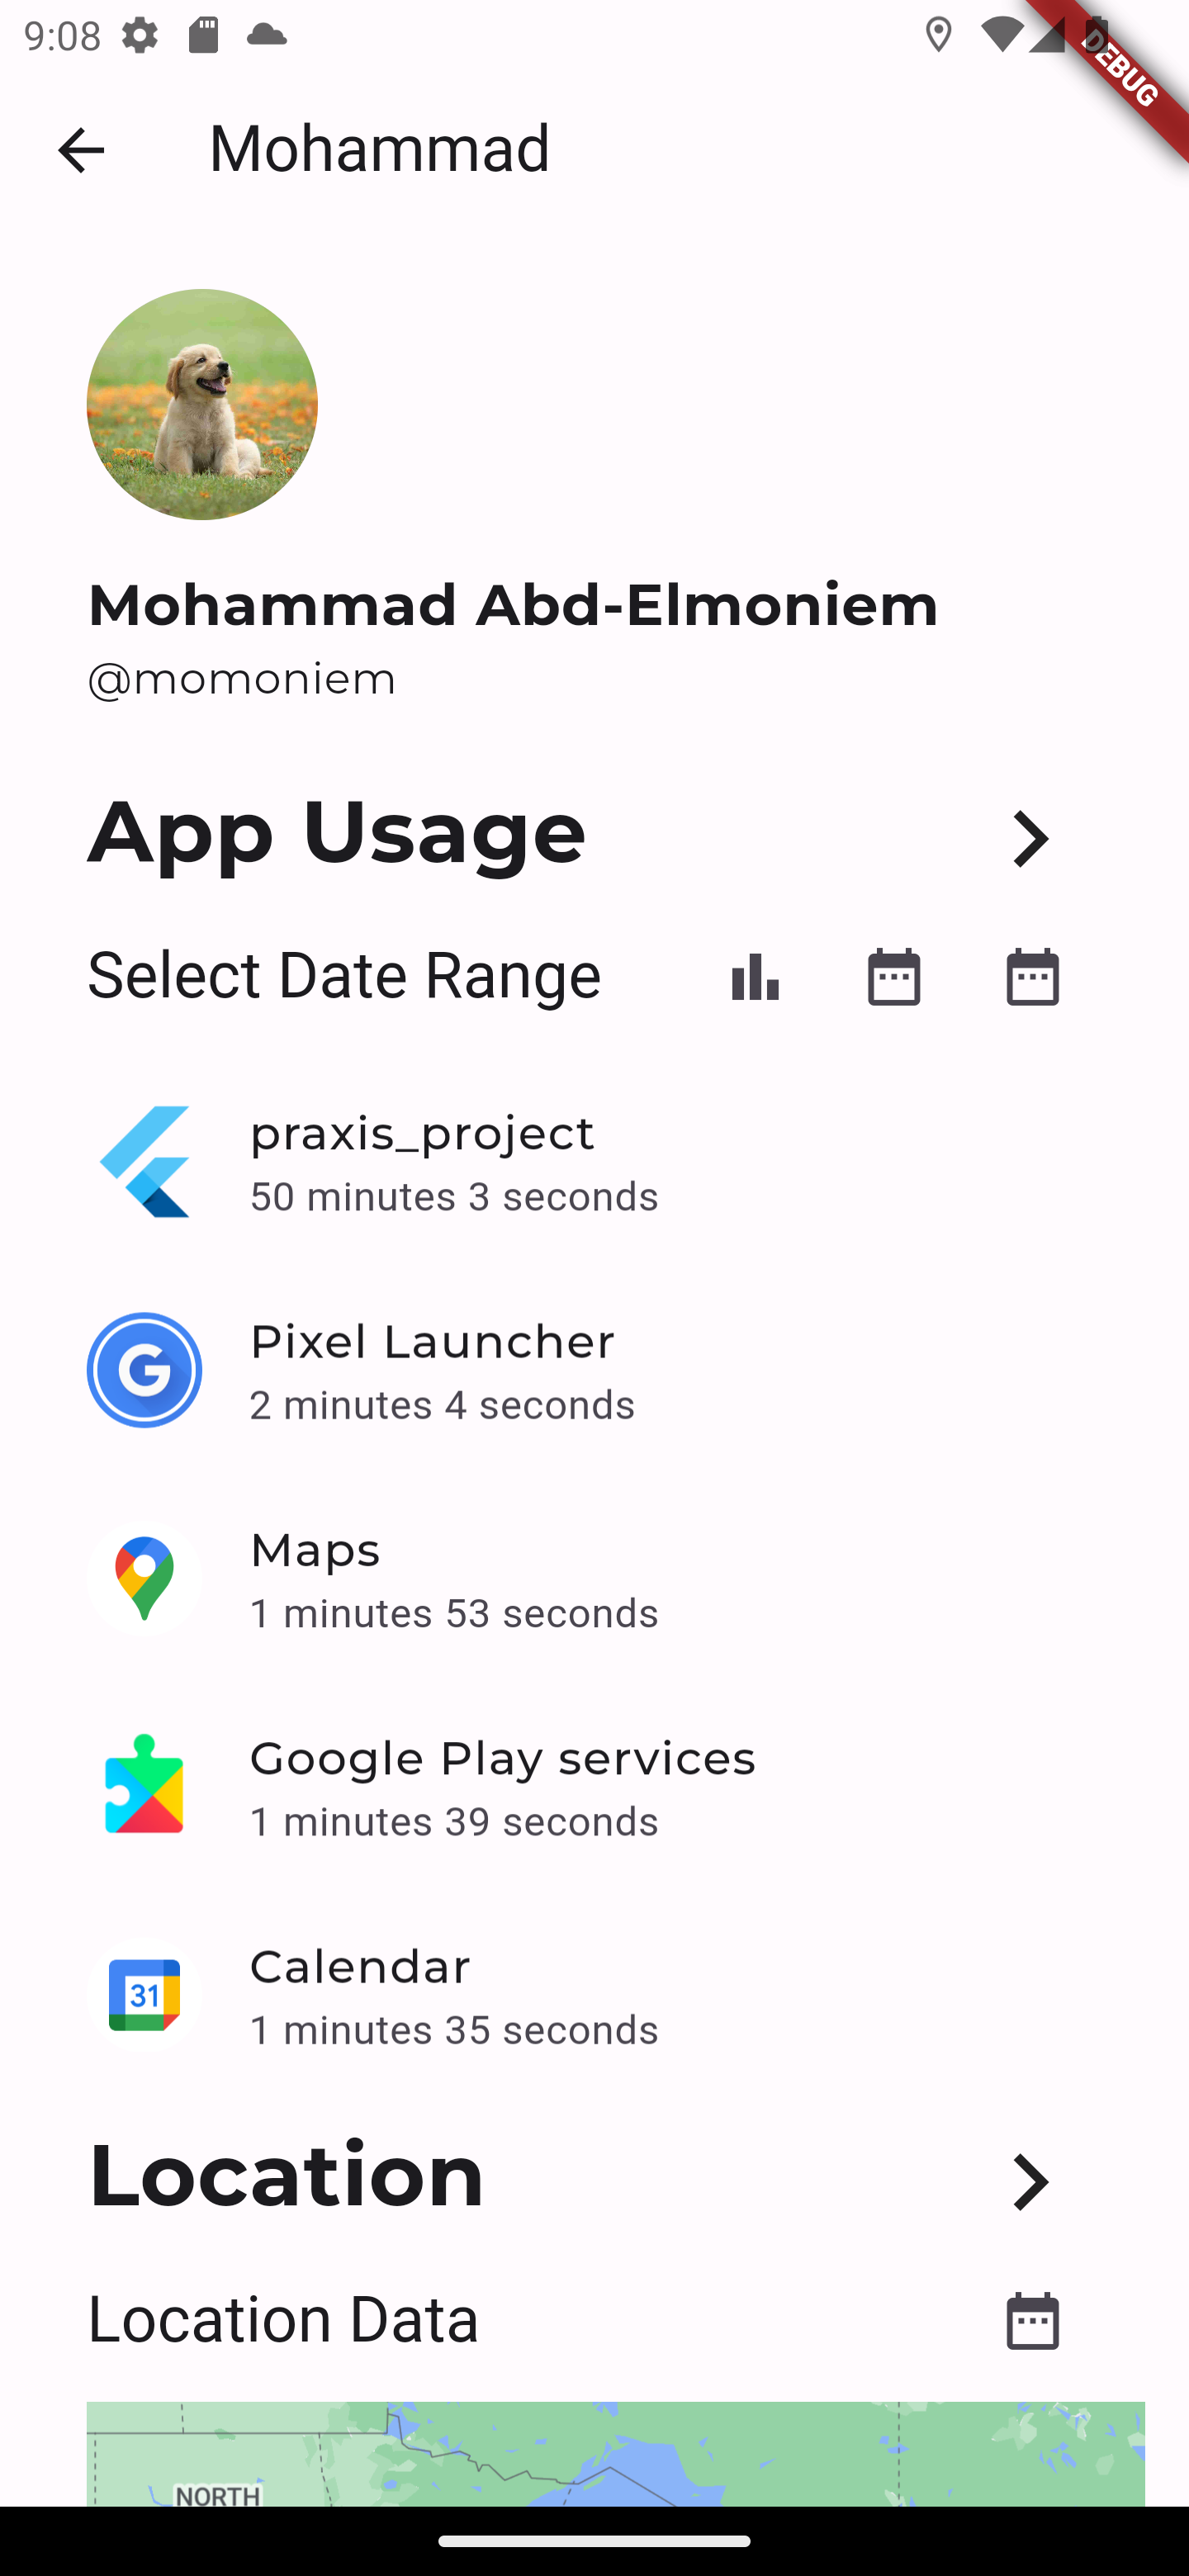 9:08
DEBUG
Mohammad
Mohammad Abd-Elmoniem
@momoniem
App Usage
Select Date Range
praxis_project
50 minutes 3 seconds
G
Pixel Launcher
2 minutes 4 seconds
Maps
1 minutes 53 seconds
Google Play services
1 minutes 39 seconds
31
Calendar
1 minutes 35 seconds
Location
Location Data
NORTH